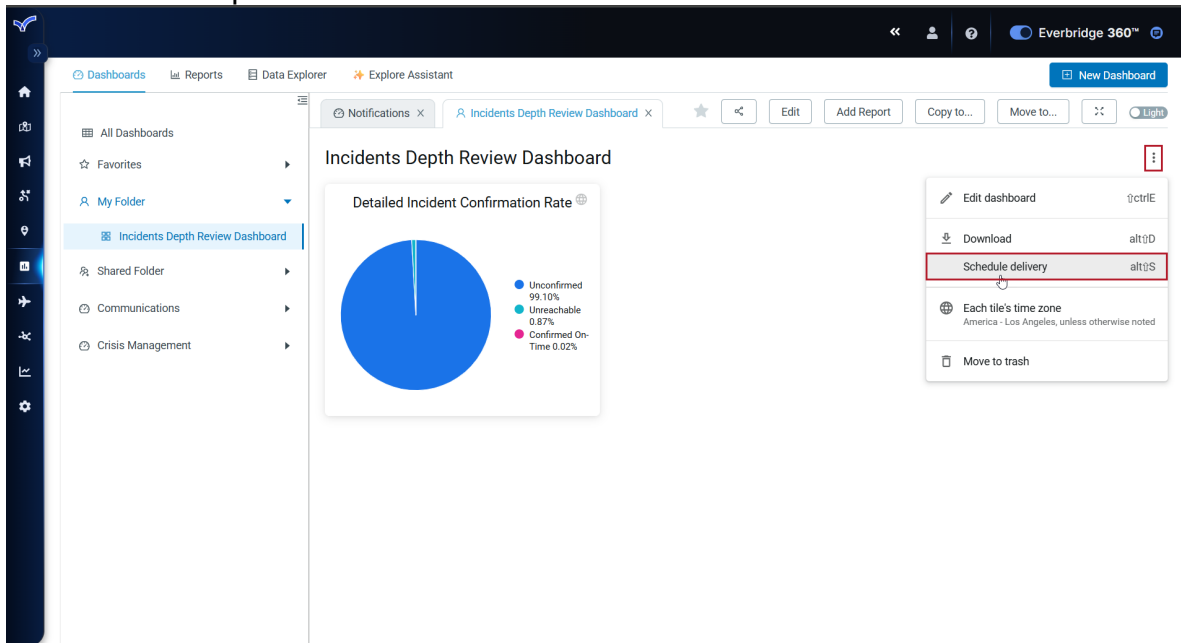 Everbridge 360™
Dashboards
Reports
Data Explorer
Explore Assistant
New Dashboard
All Dashboards
Favorites
My Folder
Incidents Depth Review Dashboard
Shared Folder
Communications
Crisis Management
Notifications
Incidents Depth Review Dashboard
Edit
Add Report
Copy to...
Move to...
Light
Incidents Depth Review Dashboard
Detailed Incident Confirmation Rate
Unconfirmed
99.10%
Unreachable
0.87%
Confirmed On-
Time 0.02%
Edit dashboard ⇧ctrlE
Download alt⇧D
Schedule delivery alt⇧S
Each tile's time zone
America - Los Angeles, unless otherwise noted
Move to trash